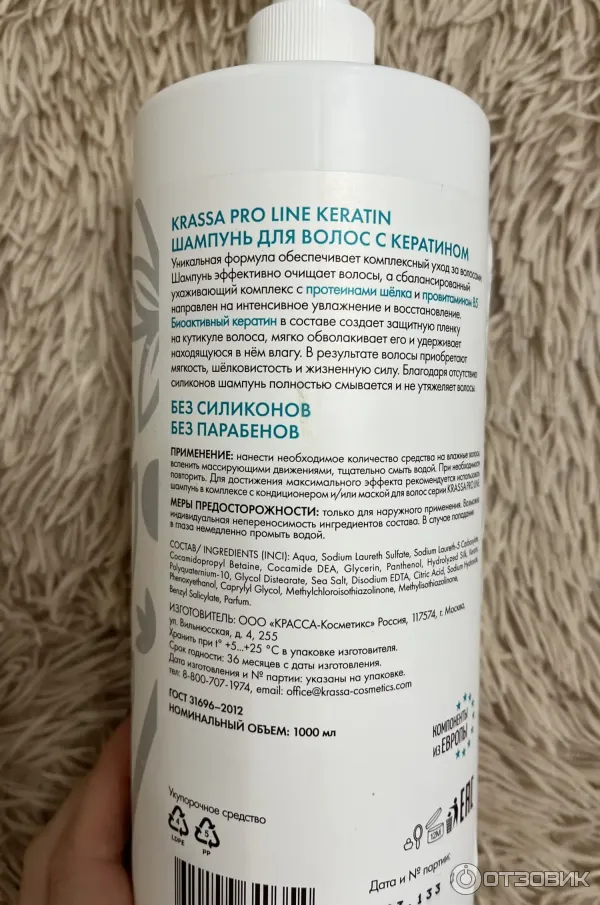 KRASSA PRO LINE KERATIN
ШАМПУНЬ ДЛЯ ВОЛОС С КЕРАТИНОМ
Уникальная формула обеспечивает комплексный уход за волосами.
Шампунь эффективно очищает волосы, а сбалансированный
ухаживающий комплекс с протеинами шёлка и провитамином B5
направлен на интенсивное увлажнение и восстановление.
Биоактивный кератин в составе создает защитную пленку
на кутикуле волоса, мягко обволакивает его и удерживает
находящуюся в нём влагу. В результате волосы приобретают
мягкость, шёлковистость и жизненную силу. Благодаря отсутствию
силиконов шампунь полностью смывается и не утяжеляет волосы.
БЕЗ СИЛИКОНОВ
БЕЗ ПАРАБЕНОВ
ПРИМЕНЕНИЕ: нанести необходимое количество средства на влажные волосы,
вспенить массирующими движениями, тщательно смыть водой. При необходимости
повторить. Для достижения максимального эффекта рекомендуется использовать
шампунь в комплексе с кондиционером и/или маской для волос серии KRASSA PRO LINE
МЕРЫ ПРЕДОСТОРОЖНОСТИ: только для наружного применения. Возможна
индивидуальная непереносимость ингредиентов состава. В случае попадания
в глаза немедленно промыть водой.
СОСТАВ/ INGREDIENTS (INCI): Aqua, Sodium Laureth Sulfate, Sodium Laureth-5 Carboxylate,
Cocamidopropyl Betaine, Cocamide DEA, Glycerin, Panthenol, Hydrolyzed Silk, Keratin,
Polyquaternium-10, Glycol Distearate, Sea Salt, Disodium EDTA, Citric Acid, Sodium Hydroxide,
Phenoxyethanol, Caprylyl Glycol, Methylchloroisothiazolinone, Methylisothiazolinone,
Benzyl Salicylate, Parfum.
ИЗГОТОВИТЕЛЬ: ООО «КРАССА-Косметикс» Россия, 117574, г. Москва,
ул. Вильнюсская, д. 4, 255
Хранить при t° +5...+25 °C в упаковке изготовителя.
Срок годности: 36 месяцев с даты изготовления.
Дата изготовления и № партии: указаны на упаковке.
тел.: 8-800-707-1974, email: office@krassa-cosmetics.com
ГОСТ 31696-2012
НОМИНАЛЬНЫЙ ОБЪЕМ: 1000 мл
КОМПОНЕНТЫ
ИЗ ЕВРОПЫ
Укупорочное средство
4
LDPE
5
PP
12M
EAC
Дата и № партии:
133
ОТЗОВИК